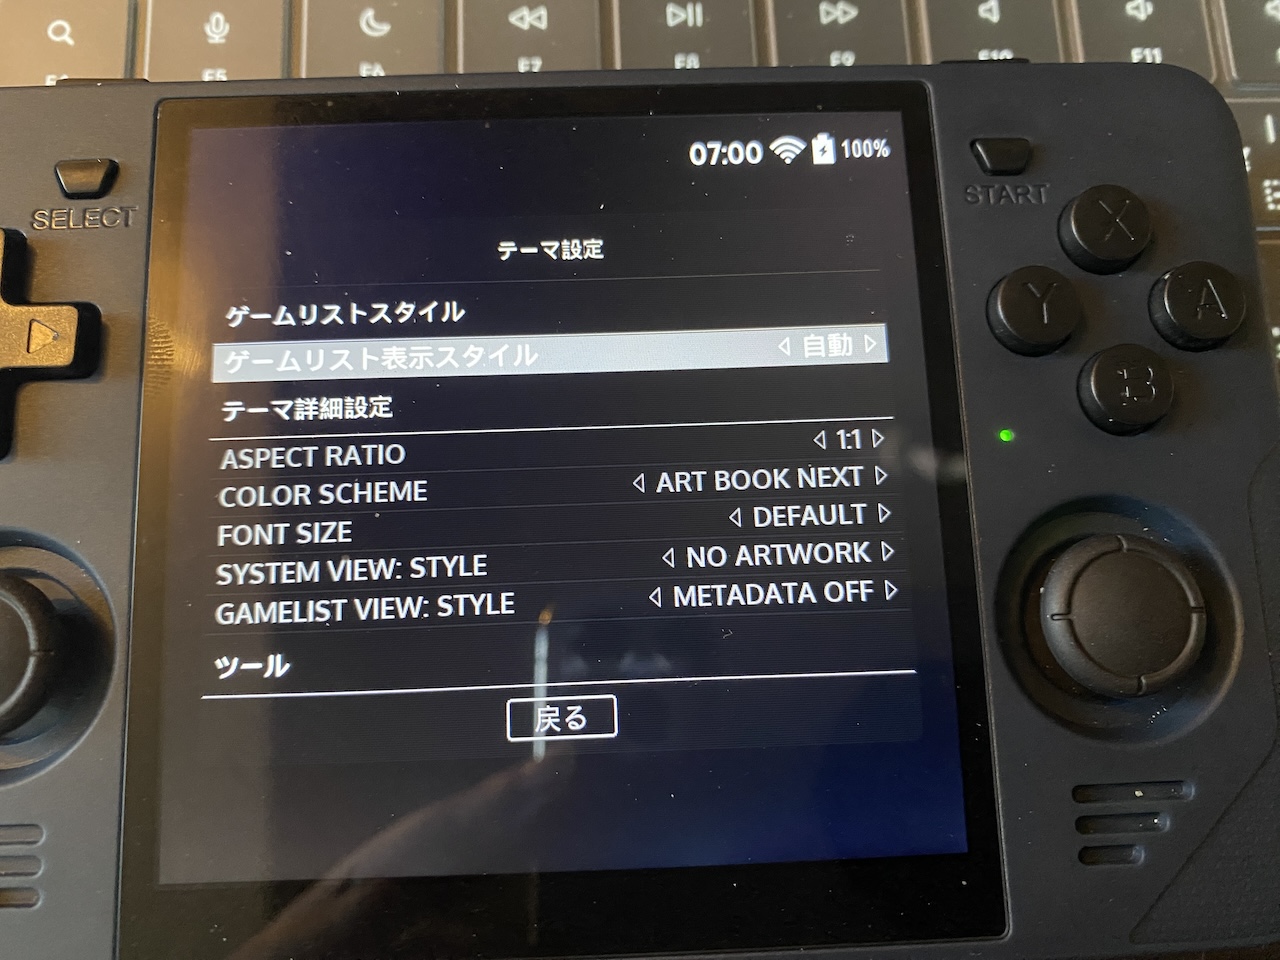 F5
F7
F8
F9
F10
F11
SELECT
START
X
Y
A
B
07:00 100%
テーマ設定
ゲームリストスタイル
ゲームリスト表示スタイル 自動
テーマ詳細設定
ASPECT RATIO 1:1
COLOR SCHEME ART BOOK NEXT
FONT SIZE DEFAULT
SYSTEM VIEW: STYLE NO ARTWORK
GAMELIST VIEW: STYLE METADATA OFF
ツール
戻る